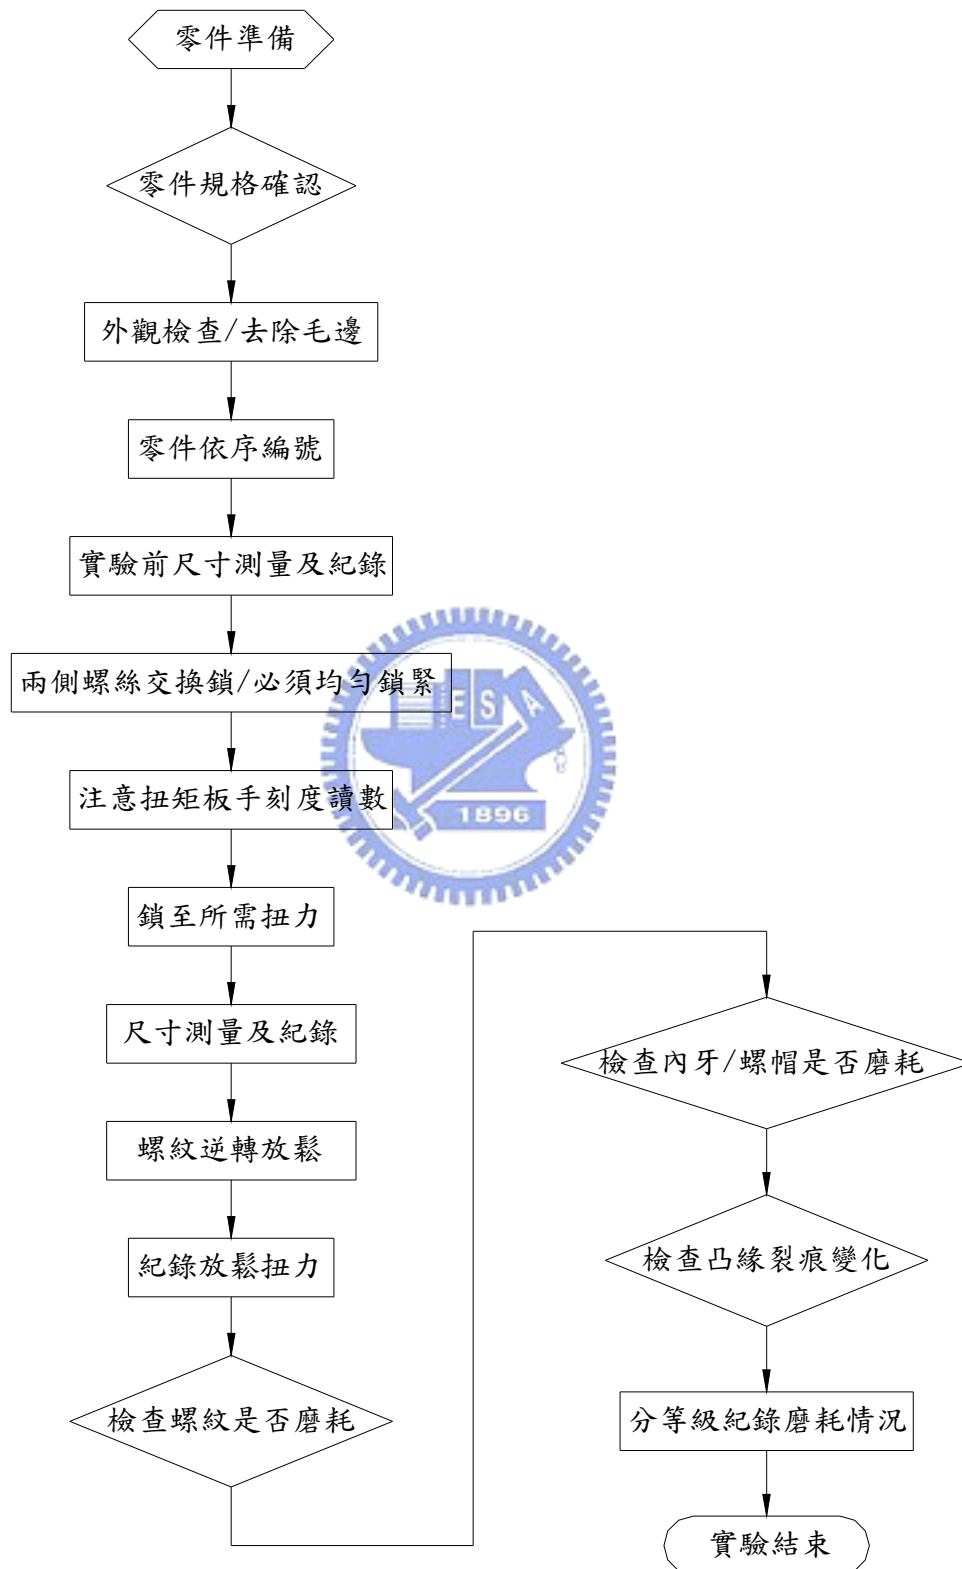 零件準備
零件規格確認
外觀檢查/去除毛邊
零件依序編號
實驗前尺寸測量及紀錄
兩側螺絲交換鎖/必須均勻鎖緊
注意扭矩板手刻度讀數
鎖至所需扭力
尺寸測量及紀錄
螺紋逆轉放鬆
紀錄放鬆扭力
檢查螺紋是否磨耗
檢查內牙/螺帽是否磨耗
檢查凸緣裂痕變化
分等級紀錄磨耗情況
實驗結束
ESA
1896